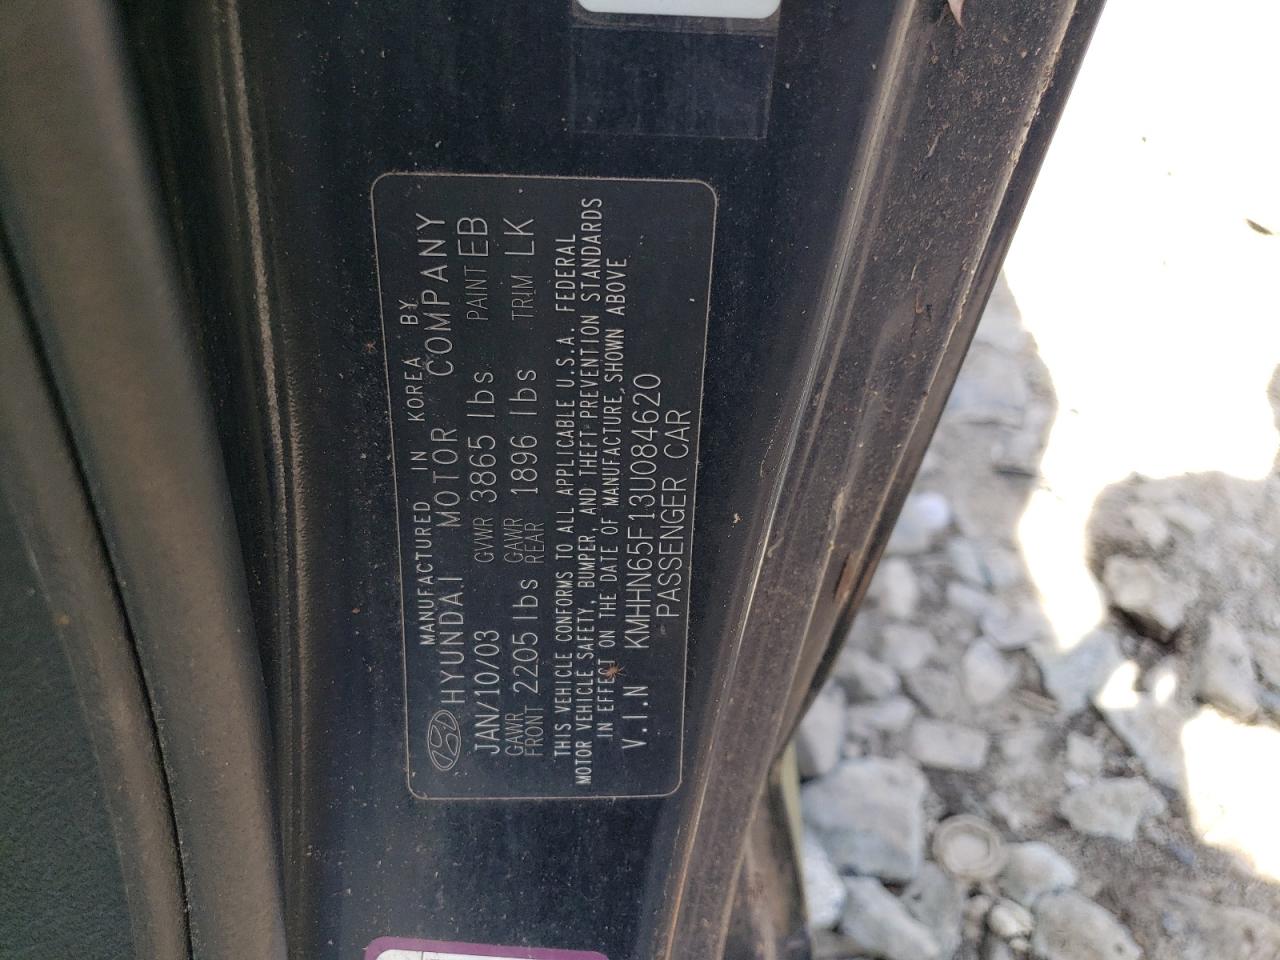 MANUFACTURED IN KOREA BY
HYUNDAI MOTOR COMPANY
JAN/10/03 GVWR 3865 lbs PAINT EB
GAWR FRONT 2205 lbs GAWR REAR 1896 lbs TRIM LK
THIS VEHICLE CONFORMS TO ALL APPLICABLE U.S.A. FEDERAL
MOTOR VEHICLE SAFETY, BUMPER, AND THEFT PREVENTION STANDARDS
IN EFFECT ON THE DATE OF MANUFACTURE, SHOWN ABOVE
V.I.N KMHHN65F13U084620
PASSENGER CAR